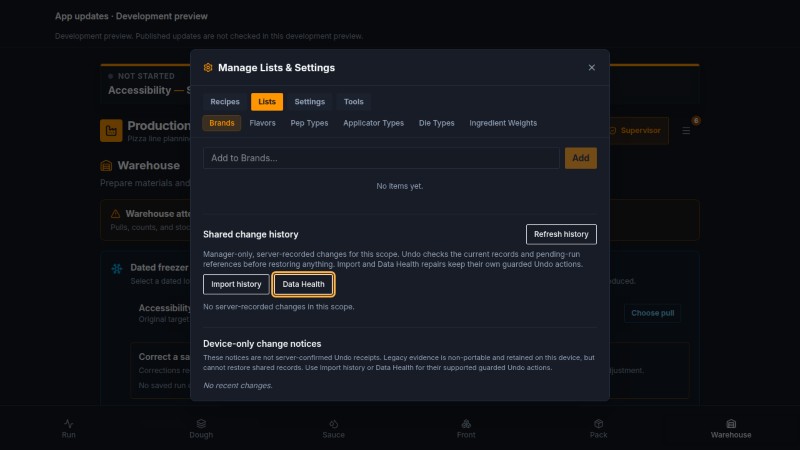 App updates · Development preview
Development preview. Published updates are not checked in this development preview.
NOT STARTED
Accessibility —
Production
Pizza line planning
Supervisor
6
Warehouse
Prepare materials and
Warehouse
Pulls, counts, and
Dated freezer
Select a dated
Accessibility
Original target
Choose pull
Correct a
Corrections
No saved run
Manage Lists & Settings
Recipes Lists Settings Tools
Brands Flavors Pep Types Applicator Types Die Types Ingredient Weights
Add to Brands...
Add
No items yet.
Shared change history
Refresh history
Manager-only, server-recorded changes for this scope. Undo checks the current records and pending-run
references before restoring anything. Import and Data Health repairs keep their own guarded Undo actions.
Import history Data Health
No server-recorded changes in this scope.
Device-only change notices
These notices are not server-confirmed Undo receipts. Legacy evidence is non-portable and retained on this device, but
cannot restore shared records. Use Import history or Data Health for their supported guarded Undo actions.
No recent changes.
Run Dough Sauce Front Pack Warehouse